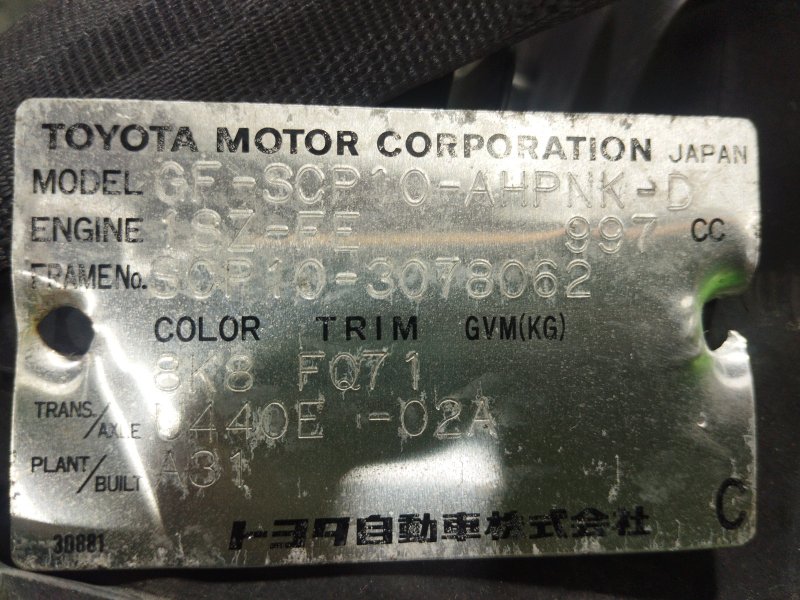 TOYOTA MOTOR CORPORATION JAPAN
MODEL GF-SCP10-AHPNK-D
ENGINE 1SZ-FE 997 CC
FRAME No. SCP10-3078062
COLOR TRIM GVM(KG)
8K8 FQ71
TRANS./AXLE U440E -02A
PLANT/BUILT A31
トヨタ自動車株式会社 C
30881